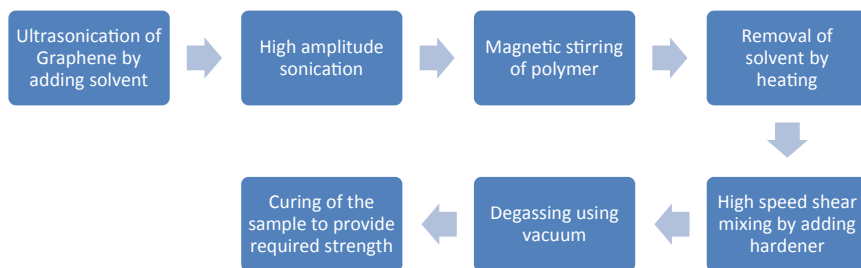 Ultrasonication of
Graphene by
adding solvent
High amplitude
sonication
Magnetic stirring
of polymer
Removal of
solvent by
heating
High speed shear
mixing by adding
hardener
Degassing using
vacuum
Curing of the
sample to provide
required strength